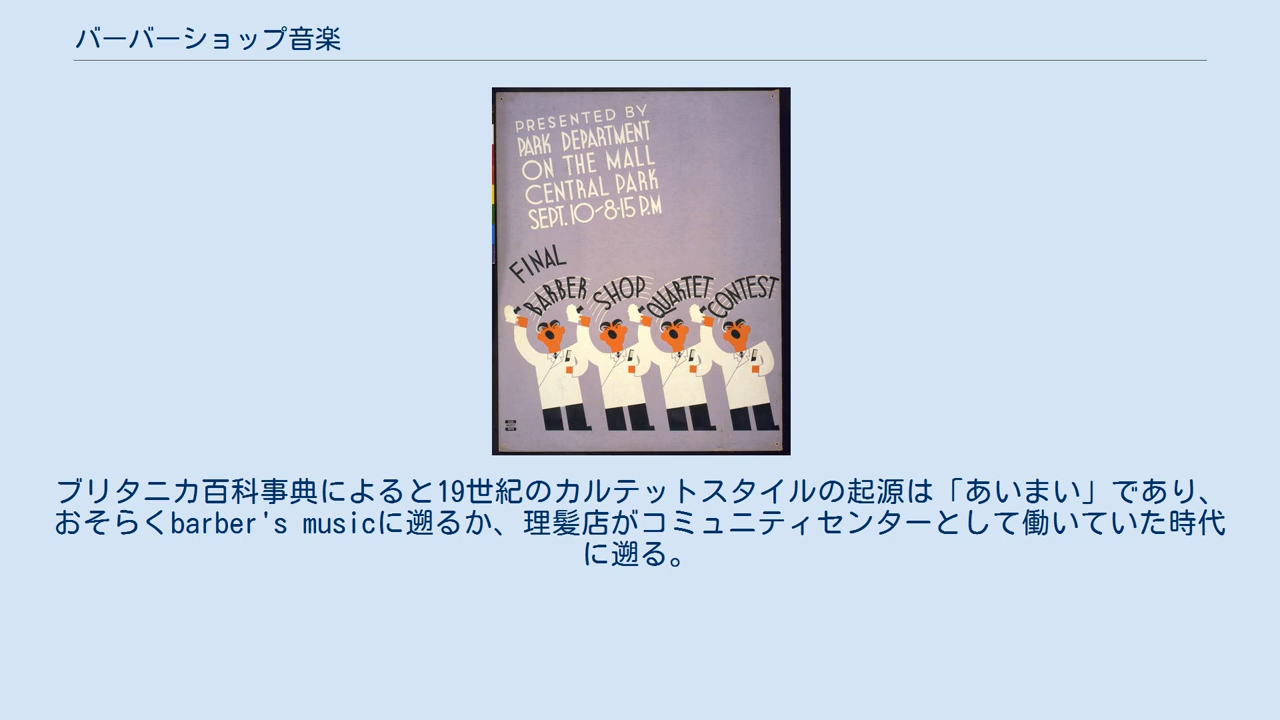 バーバーショップ音楽
PRESENTED BY
PARK DEPARTMENT
ON THE MALL
CENTRAL PARK
SEPT. 10-8·15 P.M
FINAL
BARBER SHOP QUARTET CONTEST
ブリタニカ百科事典によると19世紀のカルテットスタイルの起源は「あいまい」であり、
おそらくbarber's musicに遡るか、理髪店がコミュニティセンターとして働いていた時代
に遡る。